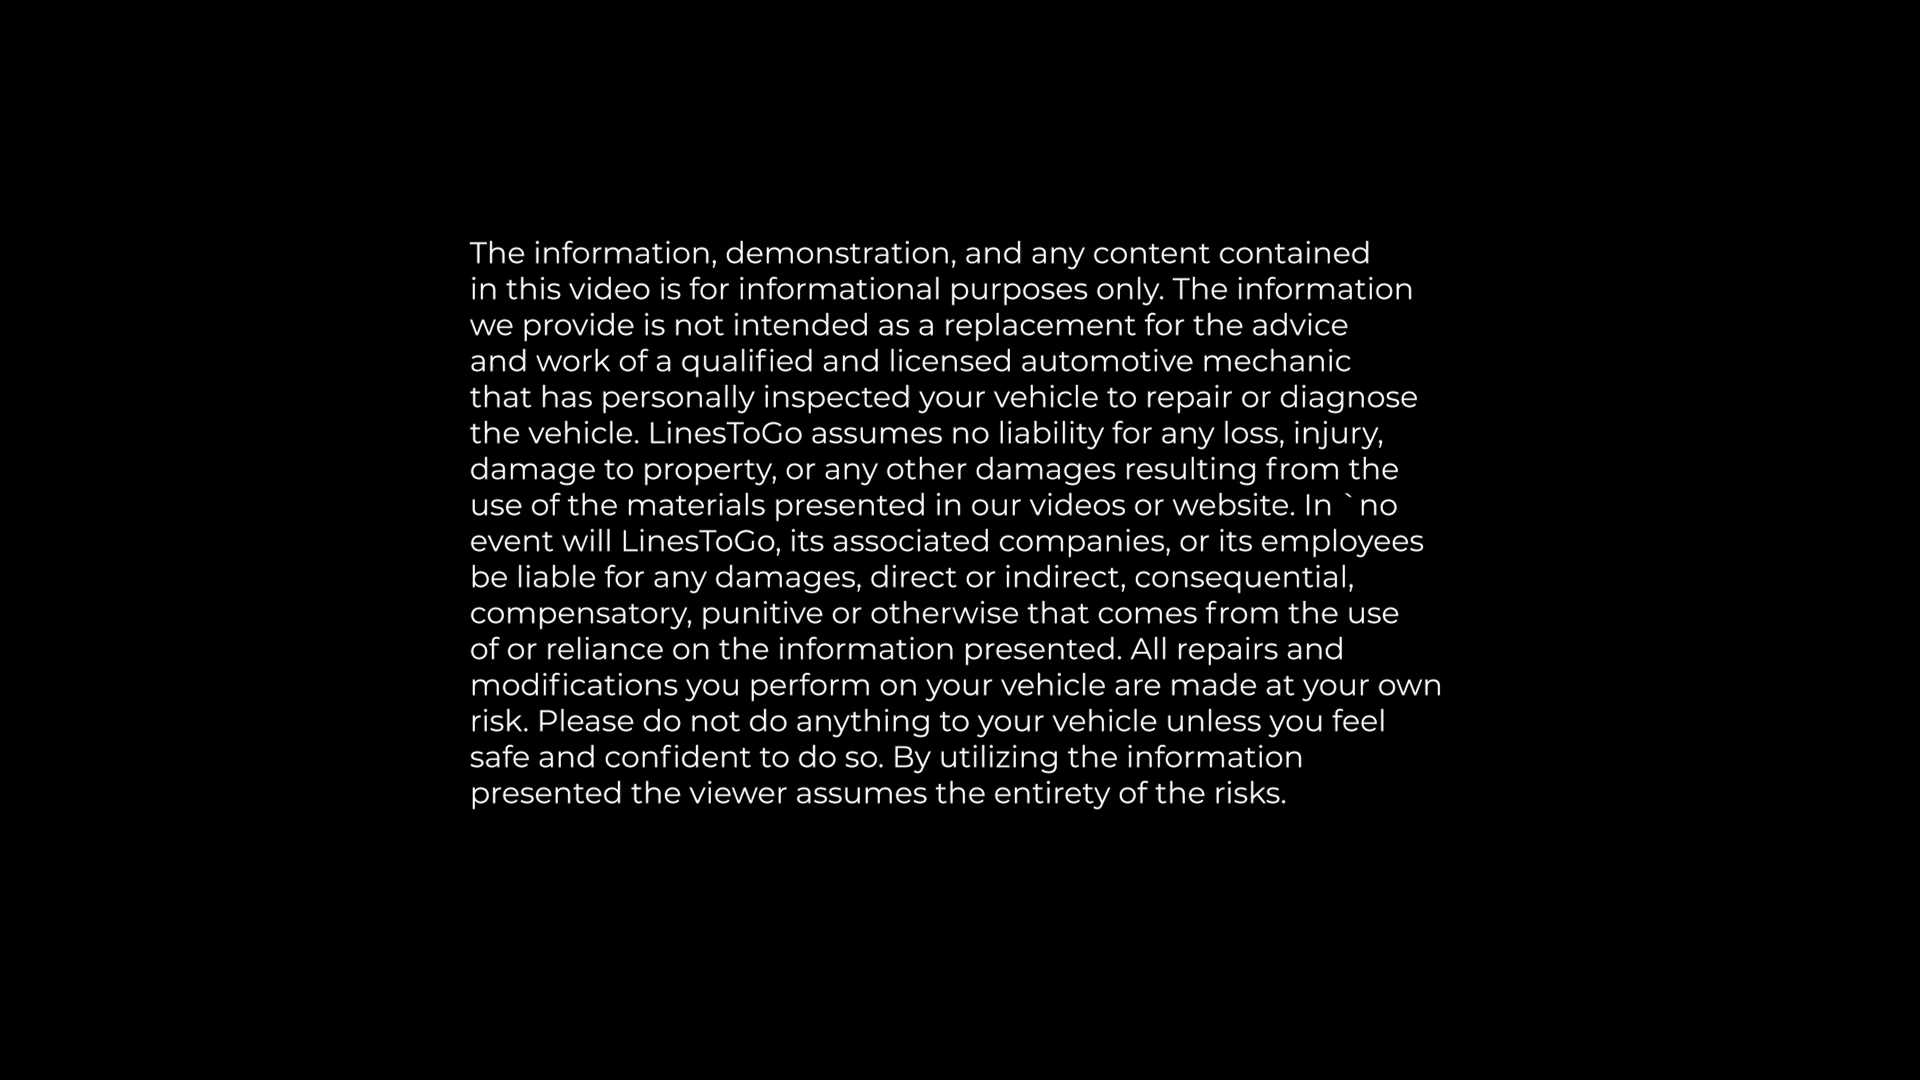 The information, demonstration, and any content contained
in this video is for informational purposes only. The information
we provide is not intended as a replacement for the advice
and work of a qualified and licensed automotive mechanic
that has personally inspected your vehicle to repair or diagnose
the vehicle. LinesToGo assumes no liability for any loss, injury,
damage to property, or any other damages resulting from the
use of the materials presented in our videos or website. In `no
event will LinesToGo, its associated companies, or its employees
be liable for any damages, direct or indirect, consequential,
compensatory, punitive or otherwise that comes from the use
of or reliance on the information presented. All repairs and
modifications you perform on your vehicle are made at your own
risk. Please do not do anything to your vehicle unless you feel
safe and confident to do so. By utilizing the information
presented the viewer assumes the entirety of the risks.